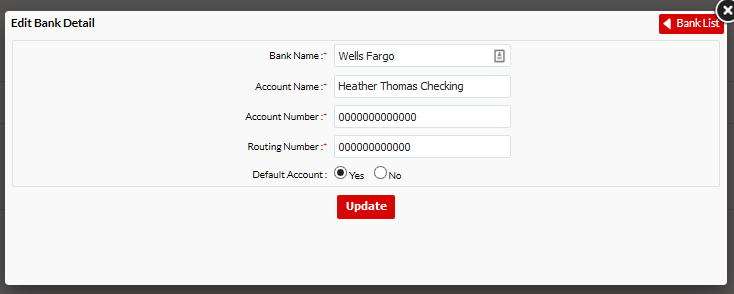 Edit Bank Detail
Bank List
Bank Name :* Wells Fargo
Account Name :* Heather Thomas Checking
Account Number :* 0000000000000
Routing Number :* 000000000000
Default Account : Yes No
Update